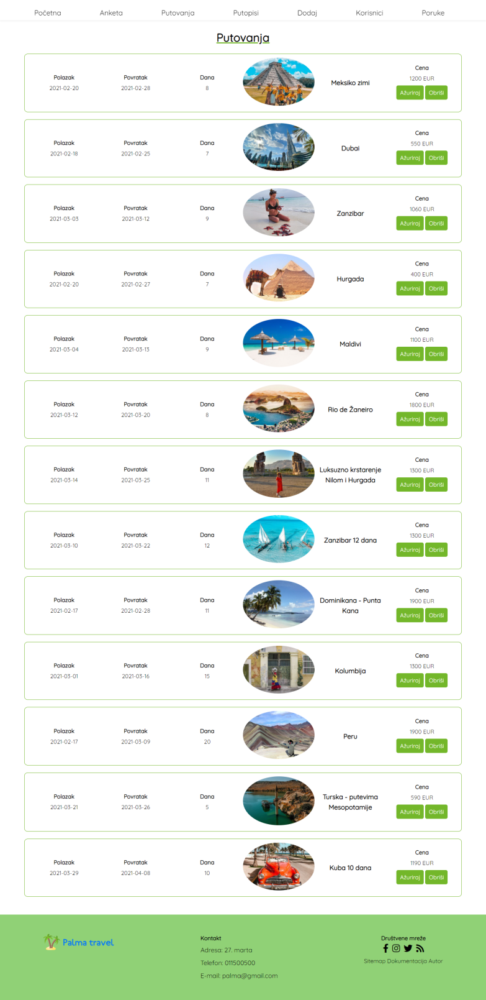 Početna Anketa Putovanja Putopisi Dodaj Korisnici Poruke
Putovanja
Polazak Povratak Dana Cena
2021-02-20 2021-02-28 8 Meksiko zimi 1200 EUR
Ažuriraj Obriši
Polazak Povratak Dana Cena
2021-02-18 2021-02-25 7 Dubai 550 EUR
Ažuriraj Obriši
Polazak Povratak Dana Cena
2021-03-03 2021-03-12 9 Zanzibar 1060 EUR
Ažuriraj Obriši
Polazak Povratak Dana Cena
2021-02-20 2021-02-27 7 Hurgada 400 EUR
Ažuriraj Obriši
Polazak Povratak Dana Cena
2021-03-04 2021-03-13 9 Maldivi 1100 EUR
Ažuriraj Obriši
Polazak Povratak Dana Cena
2021-03-12 2021-03-20 8 Rio de Žaneiro 1800 EUR
Ažuriraj Obriši
Polazak Povratak Dana Luksuzno krstarenje Cena
2021-03-14 2021-03-25 11 Nilom i Hurgada 1300 EUR
Ažuriraj Obriši
Polazak Povratak Dana Cena
2021-03-10 2021-03-22 12 Zanzibar 12 dana 1300 EUR
Ažuriraj Obriši
Polazak Povratak Dana Dominikana - Punta Cena
2021-02-17 2021-02-28 11 Kana 1900 EUR
Ažuriraj Obriši
Polazak Povratak Dana Cena
2021-03-01 2021-03-16 15 Kolumbija 1300 EUR
Ažuriraj Obriši
Polazak Povratak Dana Cena
2021-02-17 2021-03-09 20 Peru 1900 EUR
Ažuriraj Obriši
Polazak Povratak Dana Turska - putevima Cena
2021-03-21 2021-03-26 5 Mesopotamije 590 EUR
Ažuriraj Obriši
Polazak Povratak Dana Cena
2021-03-29 2021-04-08 10 Kuba 10 dana 1190 EUR
Ažuriraj Obriši
Palma travel
Kontakt
Adresa: 27. marta
Telefon: 011500500
E-mail: palma@gmail.com
Društvene mreže
Sitemap Dokumentacija Autor